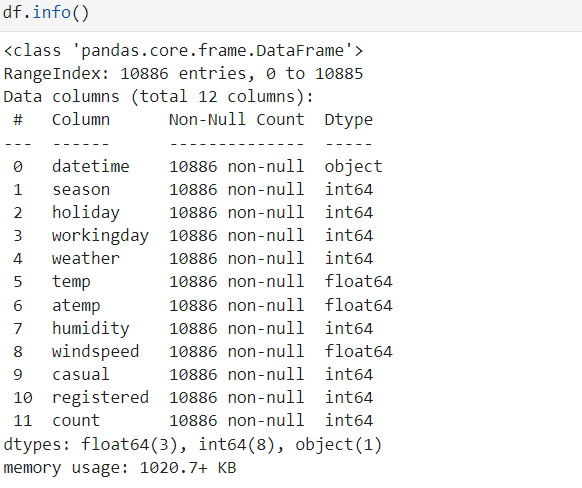 df.info()
<class 'pandas.core.frame.DataFrame'>
RangeIndex: 10886 entries, 0 to 10885
Data columns (total 12 columns):
 #   Column      Non-Null Count  Dtype
---  ------      --------------  -----
 0   datetime    10886 non-null  object
 1   season      10886 non-null  int64
 2   holiday     10886 non-null  int64
 3   workingday  10886 non-null  int64
 4   weather     10886 non-null  int64
 5   temp        10886 non-null  float64
 6   atemp       10886 non-null  float64
 7   humidity    10886 non-null  int64
 8   windspeed   10886 non-null  float64
 9   casual      10886 non-null  int64
 10  registered  10886 non-null  int64
 11  count       10886 non-null  int64
dtypes: float64(3), int64(8), object(1)
memory usage: 1020.7+ KB